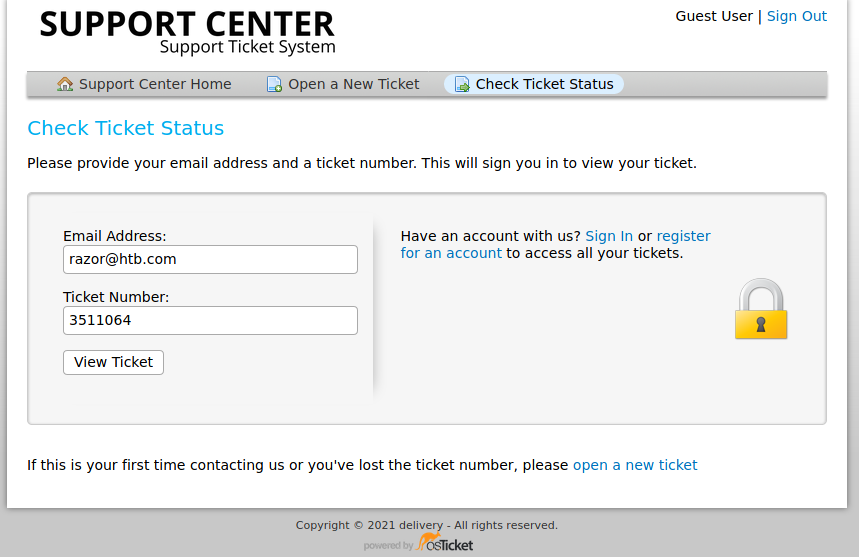 SUPPORT CENTER
Support Ticket System
Guest User | Sign Out
Support Center Home
Open a New Ticket
Check Ticket Status
Check Ticket Status
Please provide your email address and a ticket number. This will sign you in to view your ticket.
Email Address:
razor@htb.com
Ticket Number:
3511064
View Ticket
Have an account with us? Sign In or register
for an account to access all your tickets.
If this is your first time contacting us or you've lost the ticket number, please open a new ticket
Copyright © 2021 delivery - All rights reserved.
powered by osTicket